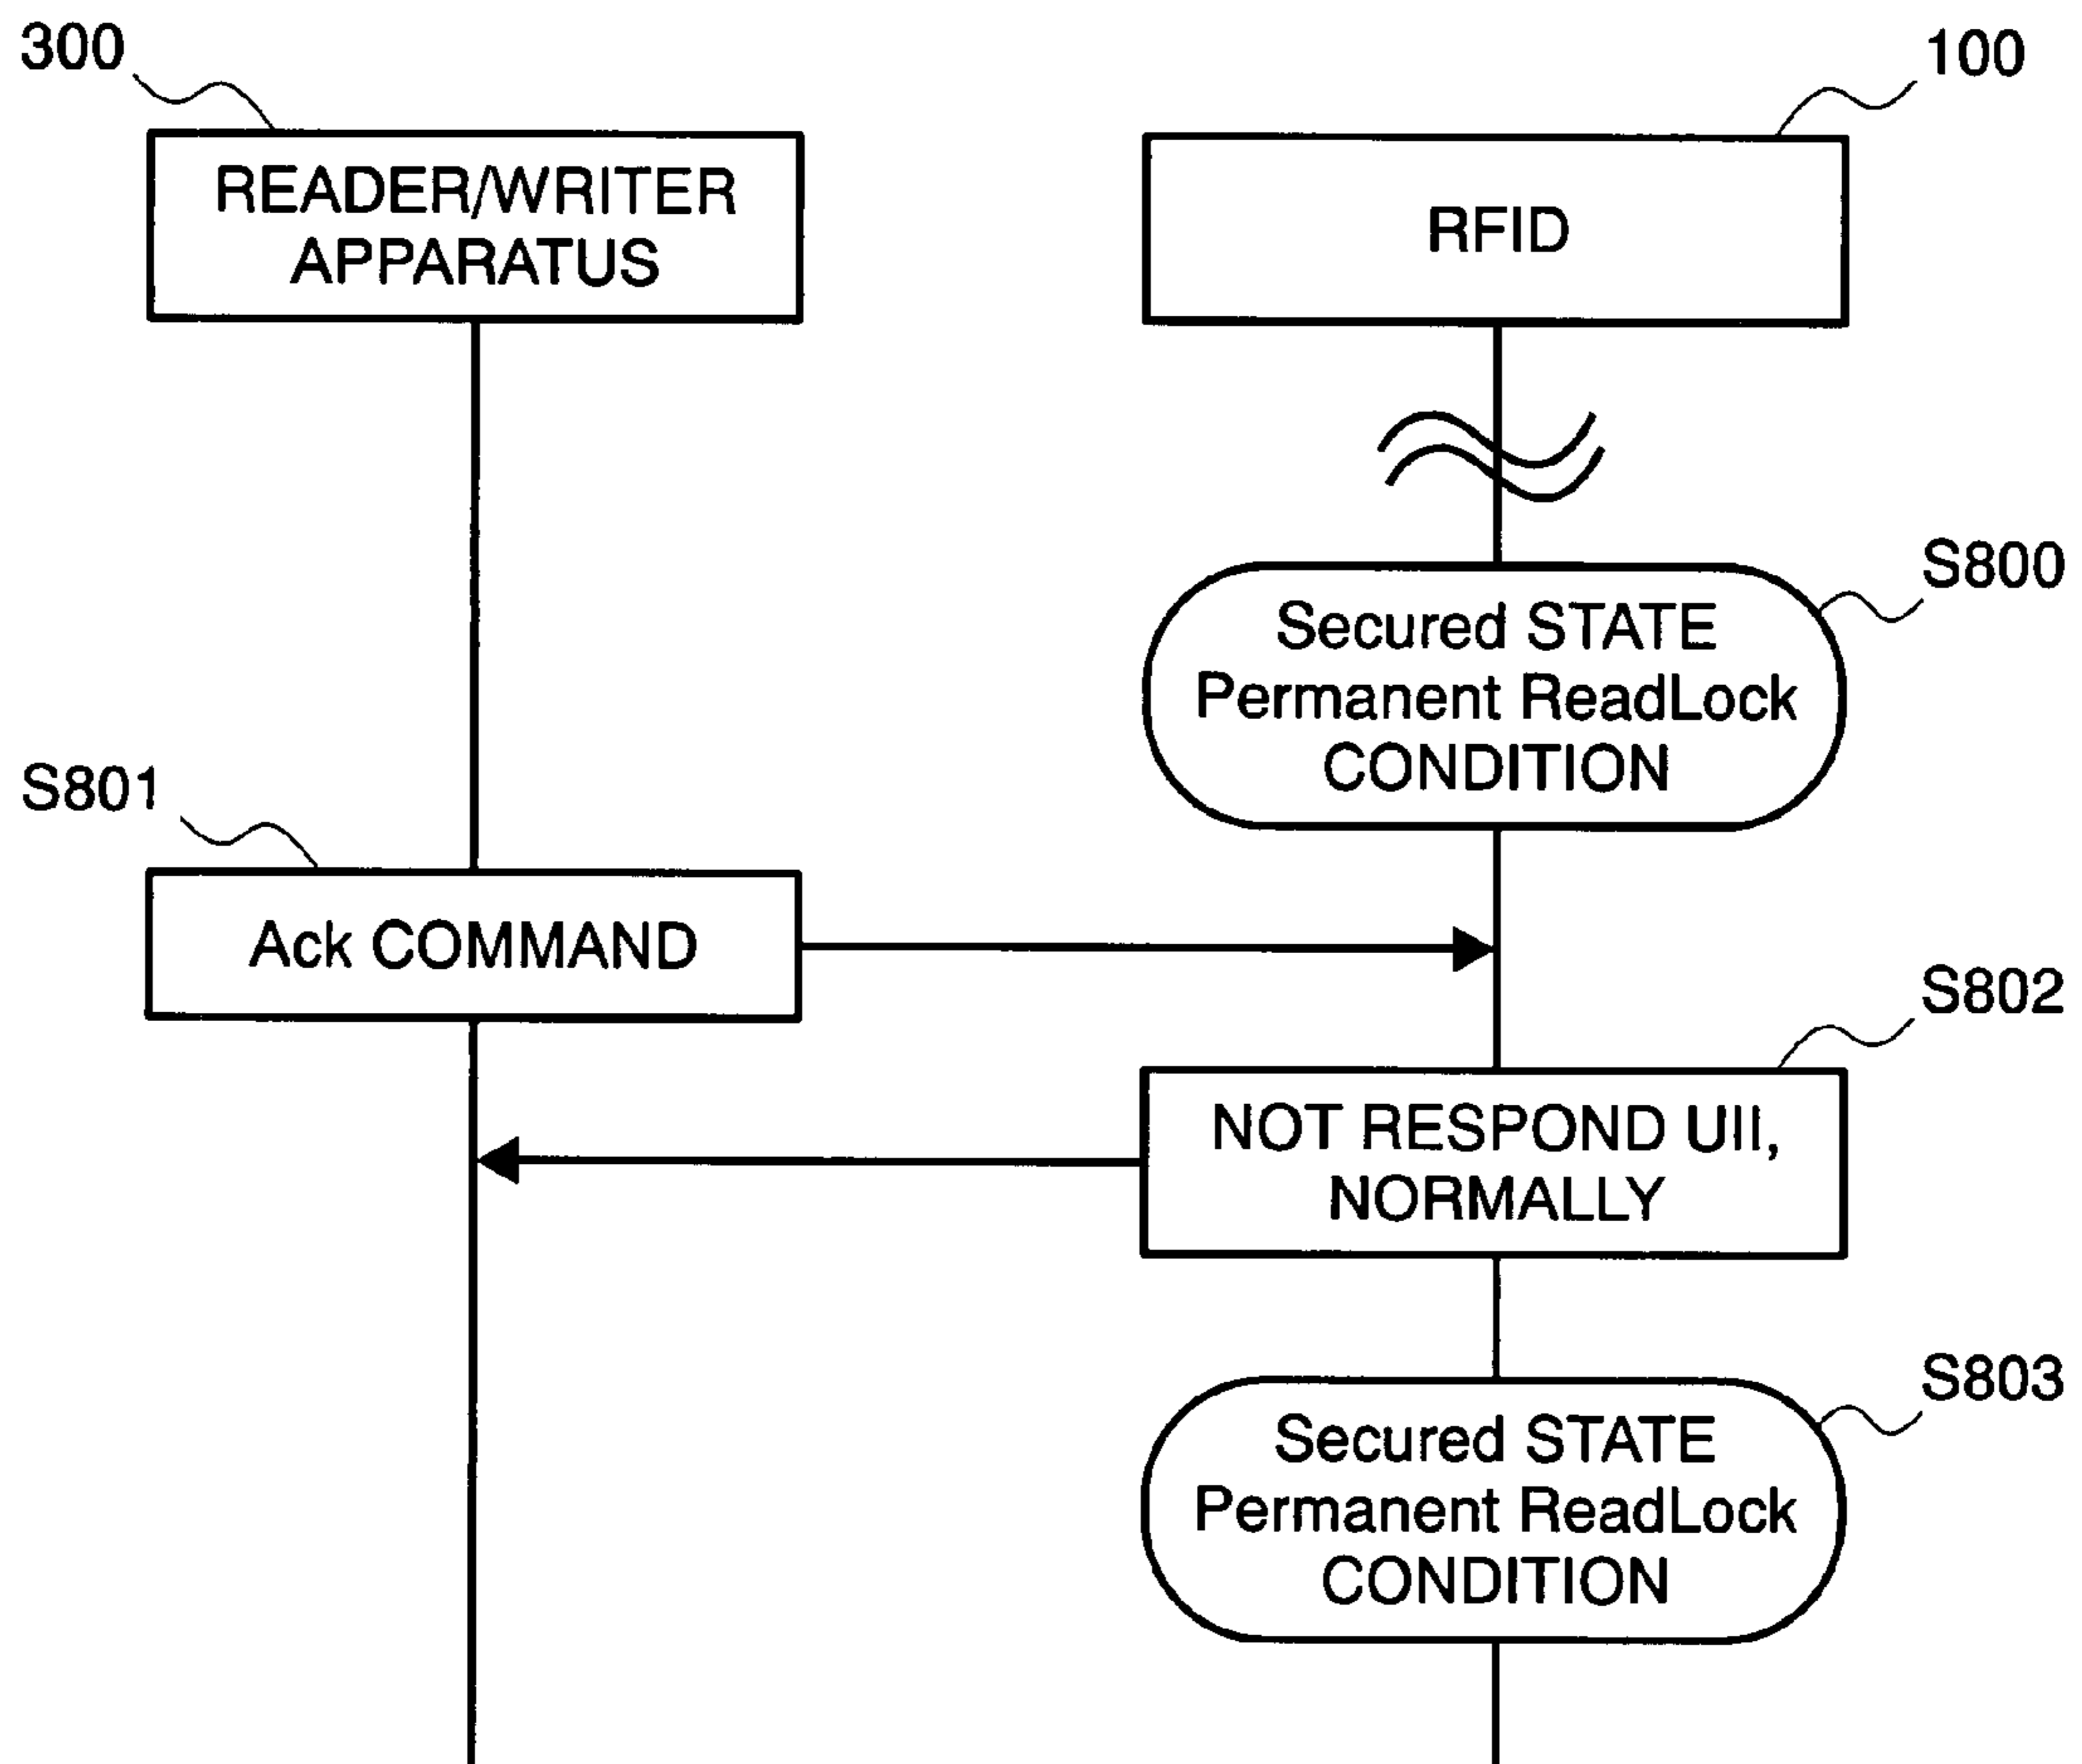 300
100
READER/WRITER
APPARATUS
RFID
S800
Secured STATE
Permanent ReadLock
CONDITION
S801
Ack COMMAND
S802
NOT RESPOND UII,
NORMALLY
S803
Secured STATE
Permanent ReadLock
CONDITION